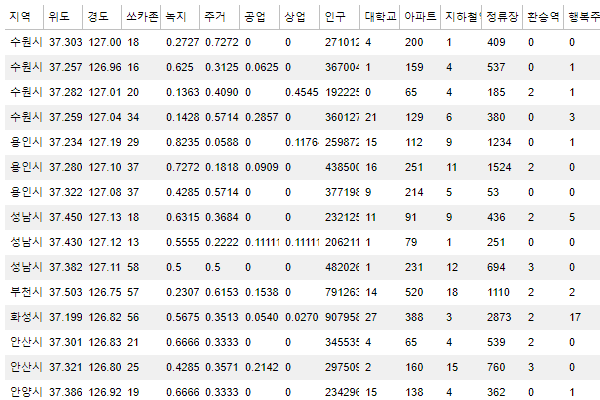 지역 위도 경도 쏘카존 녹지 주거 공업 상업 인구 대학교 아파트 지하철 정류장 환승역 행복주
수원시 37.303 127.00 18 0.2727 0.7272 0 0 271012 4 200 1 409 0 0
수원시 37.257 126.96 16 0.625 0.3125 0.0625 0 367004 1 159 4 537 0 1
수원시 37.282 127.01 20 0.1363 0.4090 0 0.4545 192225 0 65 4 185 2 1
수원시 37.259 127.04 34 0.1428 0.5714 0.2857 0 360127 21 129 6 380 0 3
용인시 37.234 127.19 29 0.8235 0.0588 0 0.1176 259872 15 112 9 1234 0 1
용인시 37.280 127.10 37 0.7272 0.1818 0.0909 0 438500 16 251 11 1524 2 0
용인시 37.322 127.08 37 0.4285 0.5714 0 0 377198 9 214 5 53 0 0
성남시 37.450 127.13 18 0.6315 0.3684 0 0 232125 11 91 9 436 2 5
성남시 37.430 127.12 13 0.5555 0.2222 0.11111 0.11111 206211 1 79 1 251 0 0
성남시 37.382 127.11 58 0.5 0.5 0 0 482026 1 231 12 694 3 0
부천시 37.503 126.75 57 0.2307 0.6153 0.1538 0 791263 14 520 18 1110 2 2
화성시 37.199 126.82 56 0.5675 0.3513 0.0540 0.0270 907958 27 388 3 2873 2 17
안산시 37.301 126.83 21 0.6666 0.3333 0 0 345535 4 65 4 539 2 0
안산시 37.321 126.80 25 0.4285 0.3571 0.2142 0 297509 2 160 15 760 3 0
안양시 37.386 126.92 19 0.6666 0.3333 0 0 234296 15 138 4 362 0 1